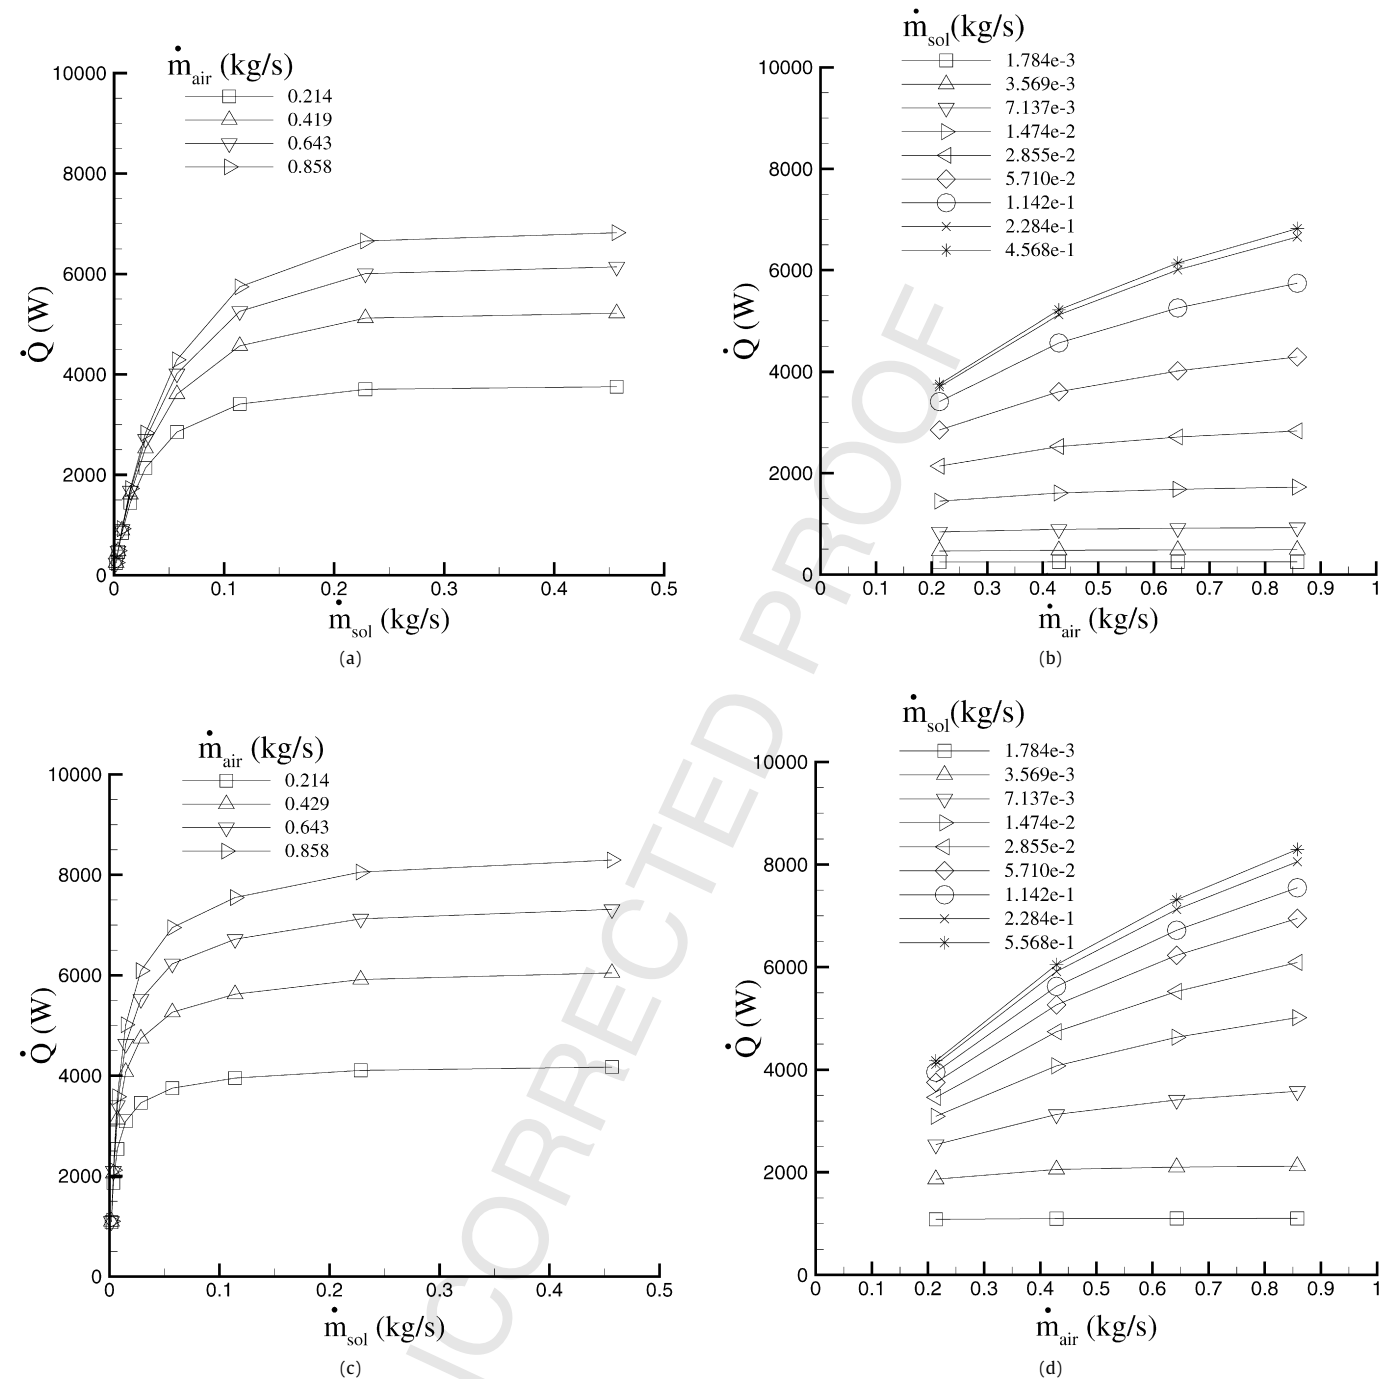 ṁair (kg/s)
0.214
0.419
0.643
0.858
10000
8000
6000
4000
2000
0
Q̇ (W)
0 0.1 0.2 0.3 0.4 0.5
ṁsol (kg/s)
(a)
ṁsol(kg/s)
1.784e-3
3.569e-3
7.137e-3
1.474e-2
2.855e-2
5.710e-2
1.142e-1
2.284e-1
4.568e-1
10000
8000
6000
4000
2000
0
Q̇ (W)
0 0.1 0.2 0.3 0.4 0.5 0.6 0.7 0.8 0.9 1
ṁair (kg/s)
(b)
ṁair (kg/s)
0.214
0.429
0.643
0.858
10000
8000
6000
4000
2000
0
Q̇ (W)
0 0.1 0.2 0.3 0.4 0.5
ṁsol (kg/s)
(c)
ṁsol(kg/s)
1.784e-3
3.569e-3
7.137e-3
1.474e-2
2.855e-2
5.710e-2
1.142e-1
2.284e-1
5.568e-1
10000
8000
6000
4000
2000
0
Q̇ (W)
0 0.1 0.2 0.3 0.4 0.5 0.6 0.7 0.8 0.9 1
ṁair (kg/s)
(d)
CORRECTED PROOF